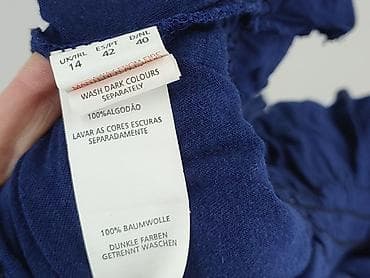 UK/IRL ES/PT D/NL
14 42 40
WASH DARK COLOURS
SEPARATELY
100%ALGODÃO
LAVAR AS CORES ESCURAS
SEPARADAMENTE
100% BAUMWOLLE
DUNKLE FARBEN
GETRENNT WASCHEN